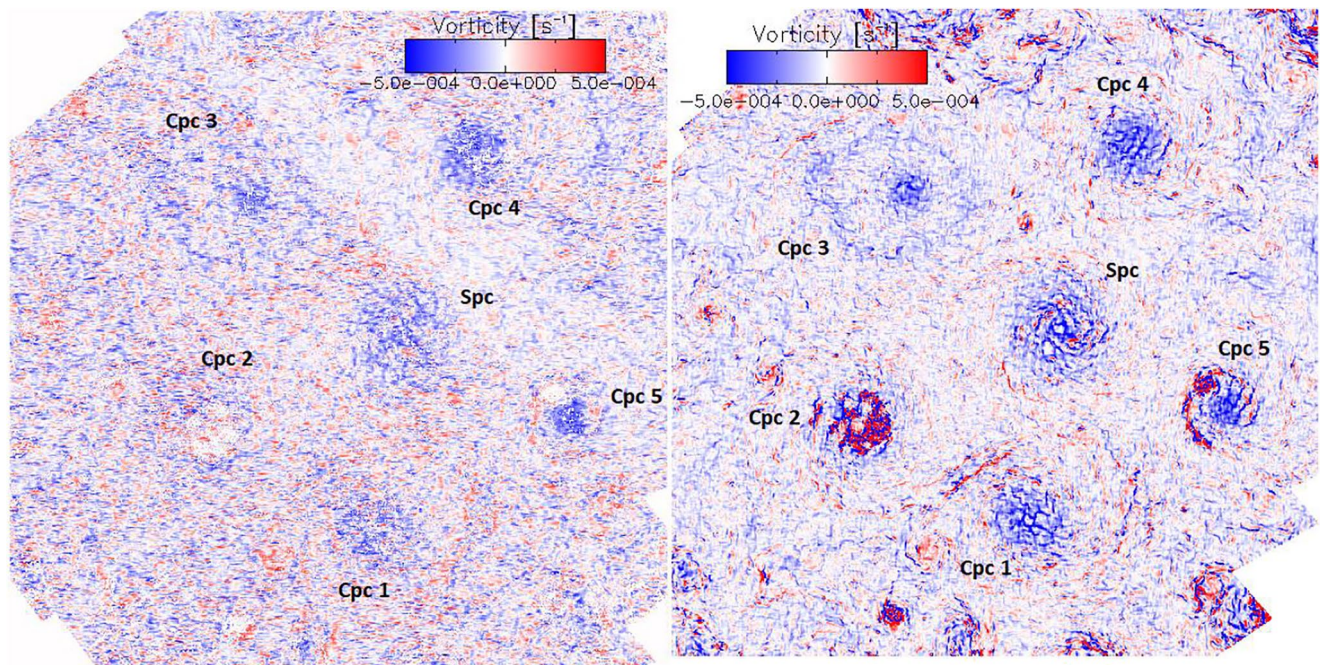 Vorticity [s⁻¹]
−5.0e−004 0.0e+000 5.0e−004
Cpc 3
Cpc 4
Spc
Cpc 2
Cpc 5
Cpc 1
Vorticity [s⁻¹]
−5.0e−004 0.0e+000 5.0e−004
Cpc 4
Cpc 3
Spc
Cpc 5
Cpc 2
Cpc 1